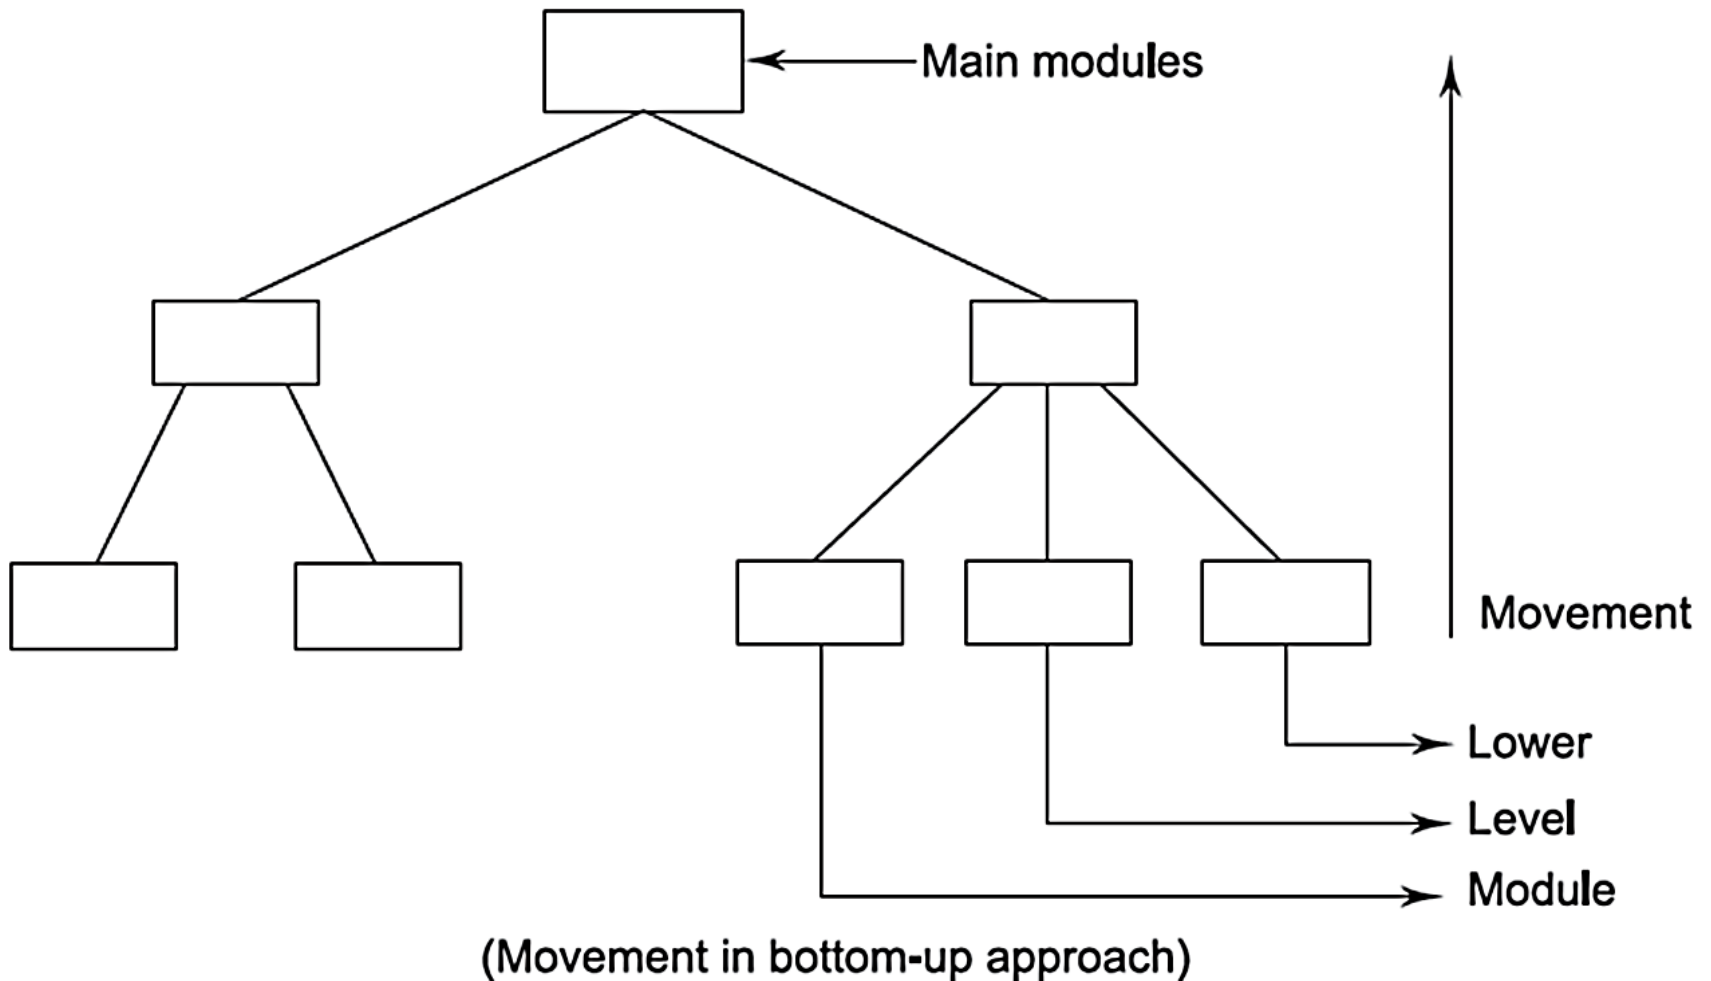 Main modules
Movement
Lower
Level
Module
(Movement in bottom-up approach)